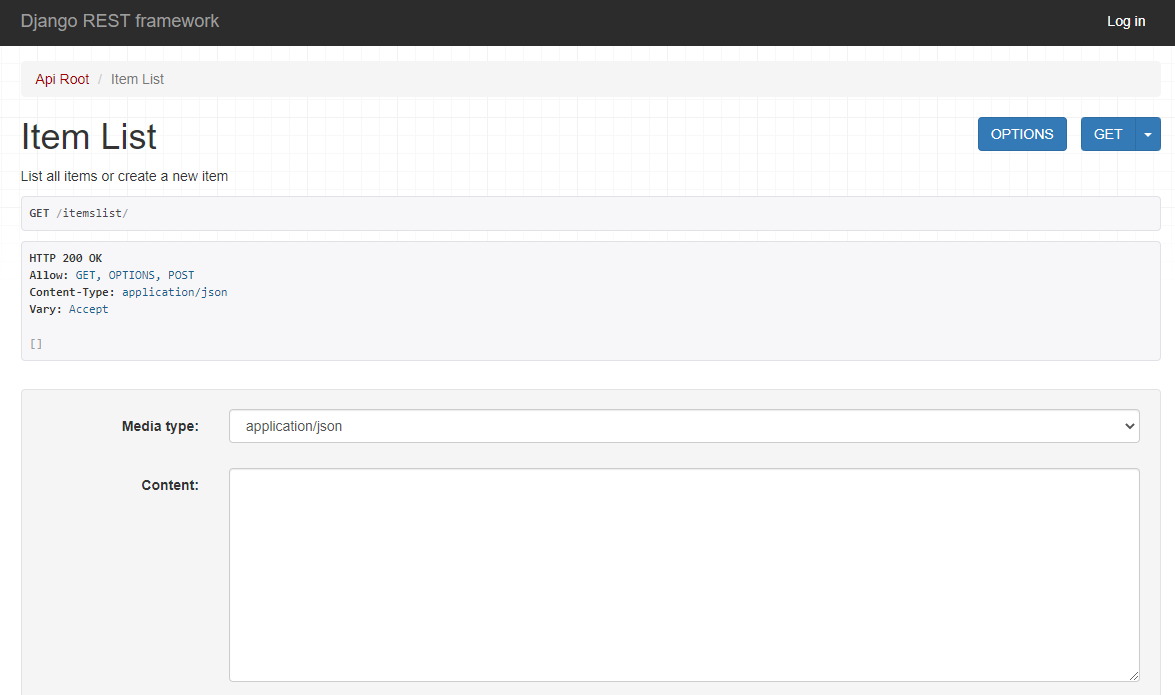 Django REST framework
Log in
Api Root / Item List
Item List
OPTIONS
GET
List all items or create a new item
GET /itemslist/
HTTP 200 OK
Allow: GET, OPTIONS, POST
Content-Type: application/json
Vary: Accept
[]
Media type:
application/json
Content: